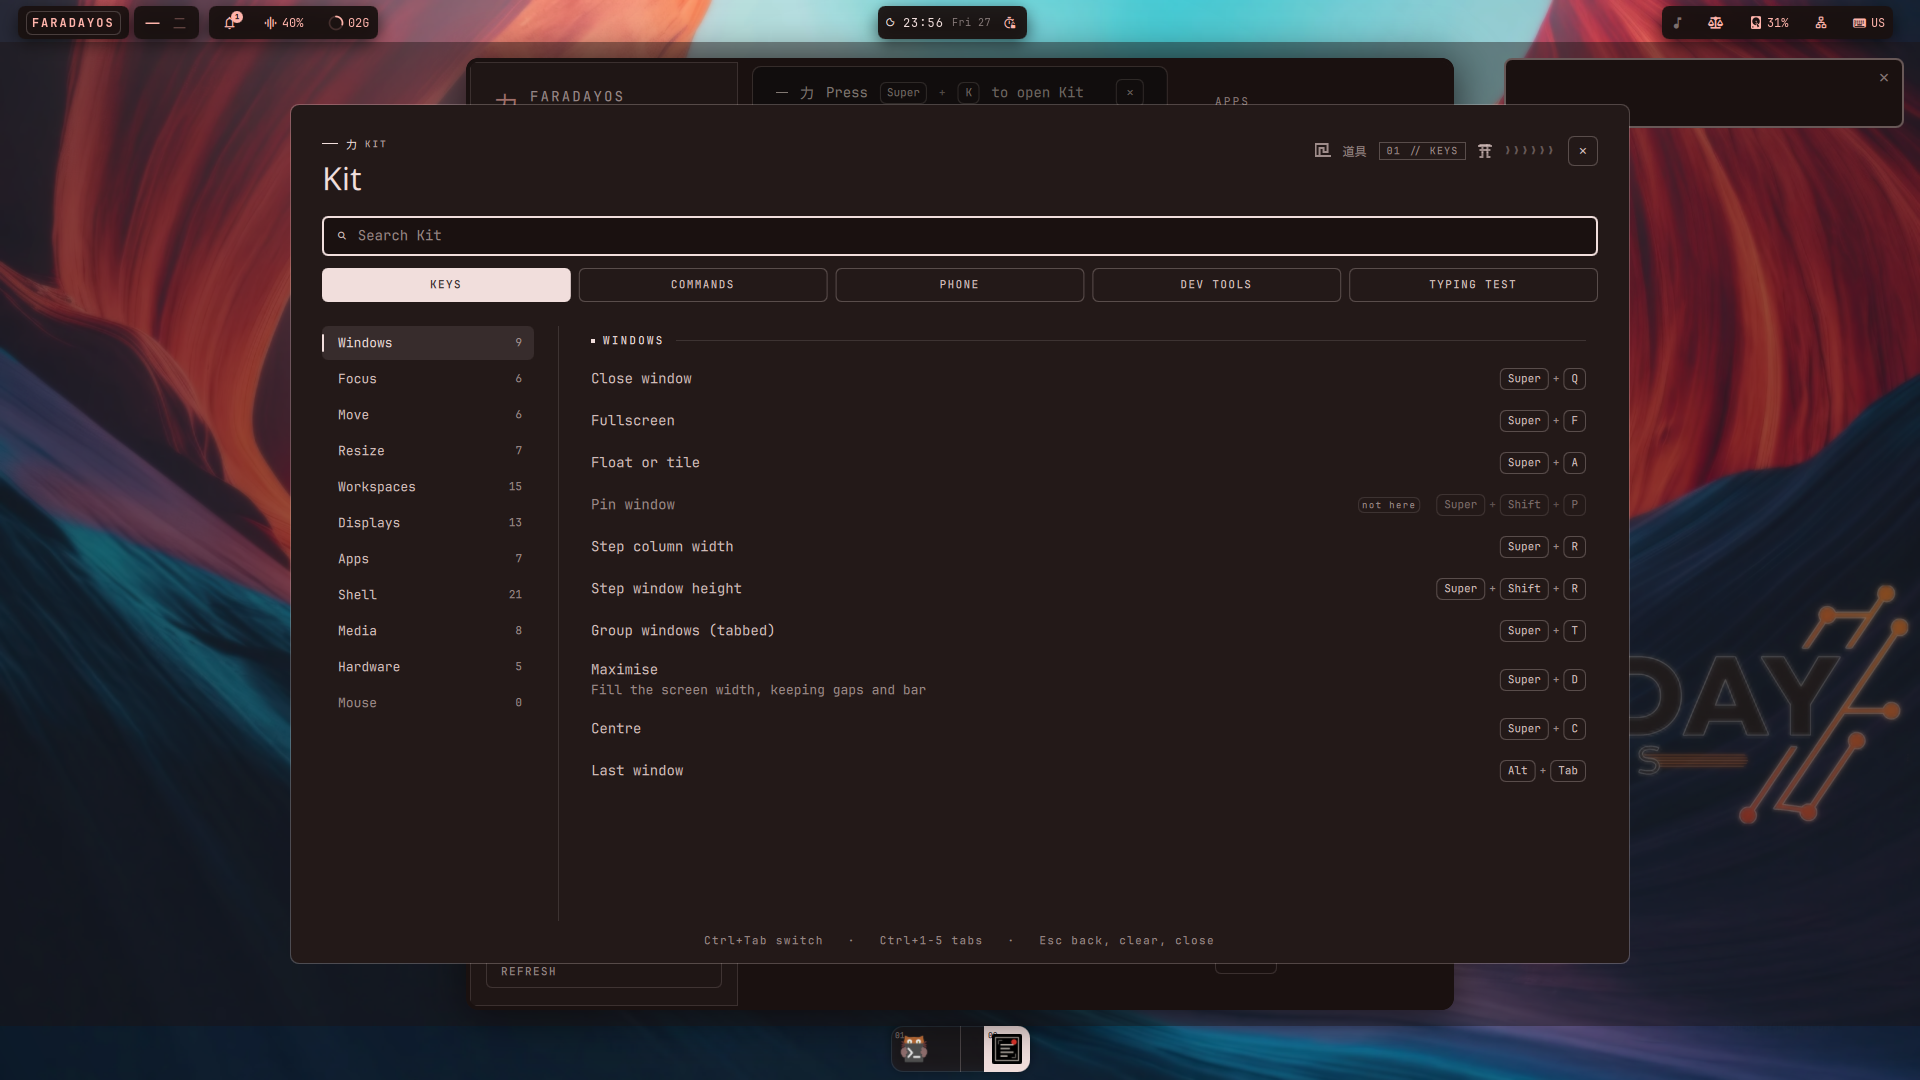 FARADAYOS
1
40%
02G
23:56 Fri 27
31%
US
力 FARADAYOS
力 Press Super + K to open Kit ×
APPS
×
力 KIT
Kit
道具
01 // KEYS
×
Search Kit
KEYS
COMMANDS
PHONE
DEV TOOLS
TYPING TEST
Windows 9
Focus 6
Move 6
Resize 7
Workspaces 15
Displays 13
Apps 7
Shell 21
Media 8
Hardware 5
Mouse 0
WINDOWS
Close window Super + Q
Fullscreen Super + F
Float or tile Super + A
Pin window not here Super + Shift + P
Step column width Super + R
Step window height Super + Shift + R
Group windows (tabbed) Super + T
Maximise
Fill the screen width, keeping gaps and bar Super + D
Centre Super + C
Last window Alt + Tab
DAY
S
Ctrl+Tab switch · Ctrl+1-5 tabs · Esc back, clear, close
REFRESH
01